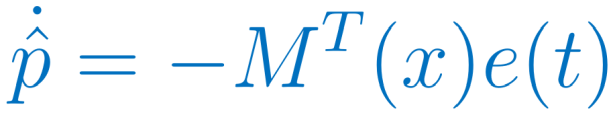 $\dot{\hat{p}} = -M^T(x)e(t)$